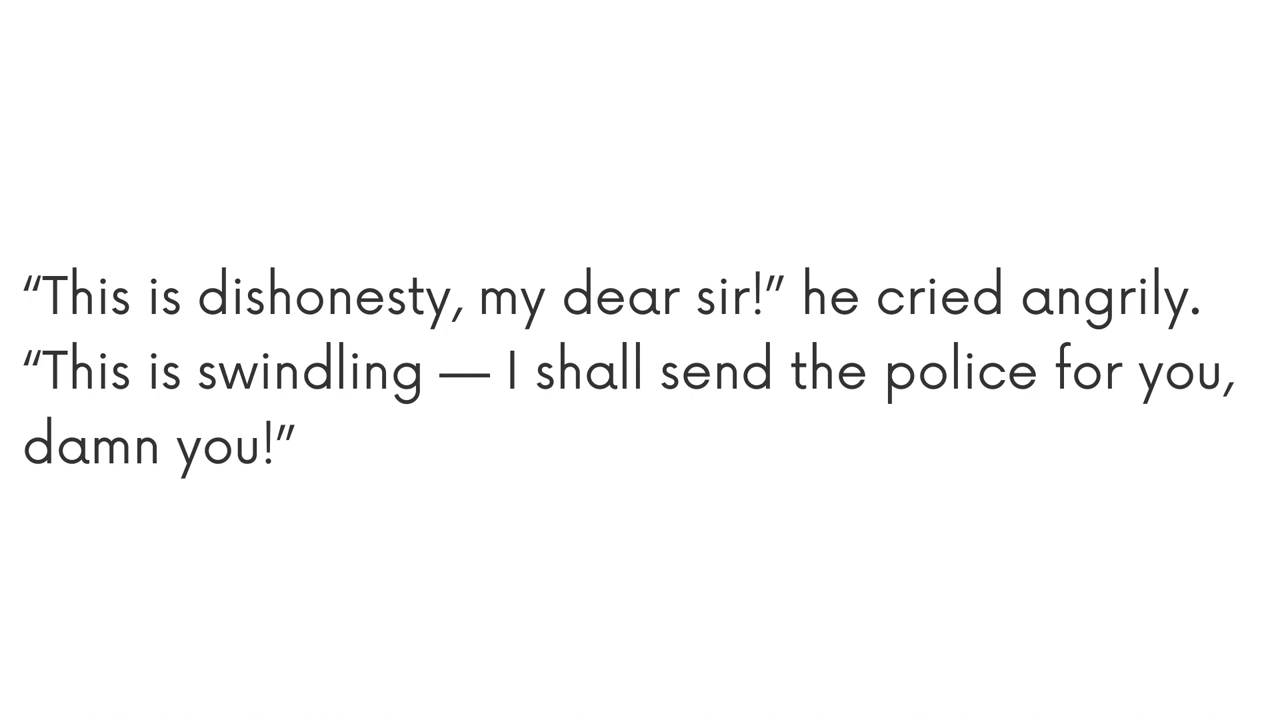 “This is dishonesty, my dear sir!” he cried angrily.
“This is swindling — I shall send the police for you,
damn you!”